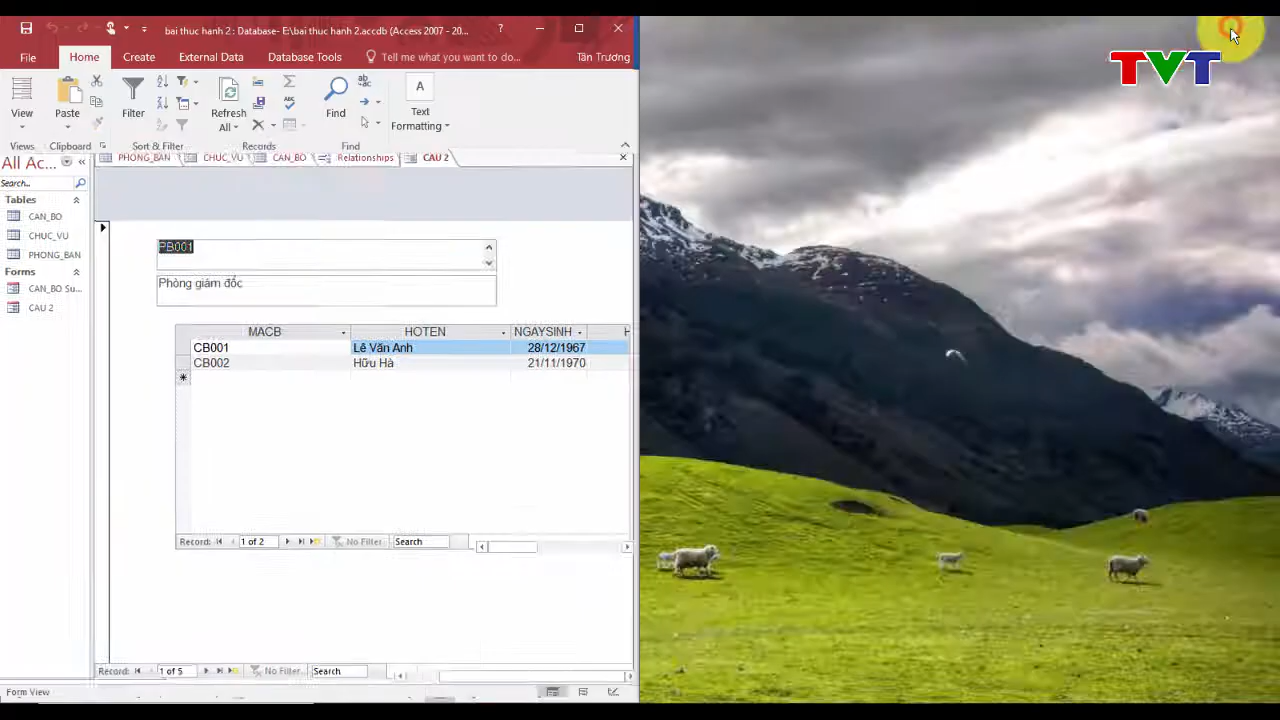 bai thuc hanh 2 : Database- E:\bai thuc hanh 2.accdb (Access 2007 - 20...
?
File
Home
Create
External Data
Database Tools
Tell me what you want to do...
Tân Trương
TVT
View
Paste
Filter
Refresh
All
Find
Text
Formatting
Views
Clipboard
Sort & Filter
Records
Find
All Ac...
PHONG_BAN
CHUC_VU
CAN_BO
Relationships
CAU 2
Search...
Tables
CAN_BO
CHUC_VU
PHONG_BAN
Forms
CAN_BO Su...
CAU 2
PB001
Phòng giám đốc
MACB
HOTEN
NGAYSINH
CB001
Lê Văn Anh
28/12/1967
CB002
Hữu Hà
21/11/1970
Record:
1 of 2
No Filter
Search
Record:
1 of 5
No Filter
Search
Form View